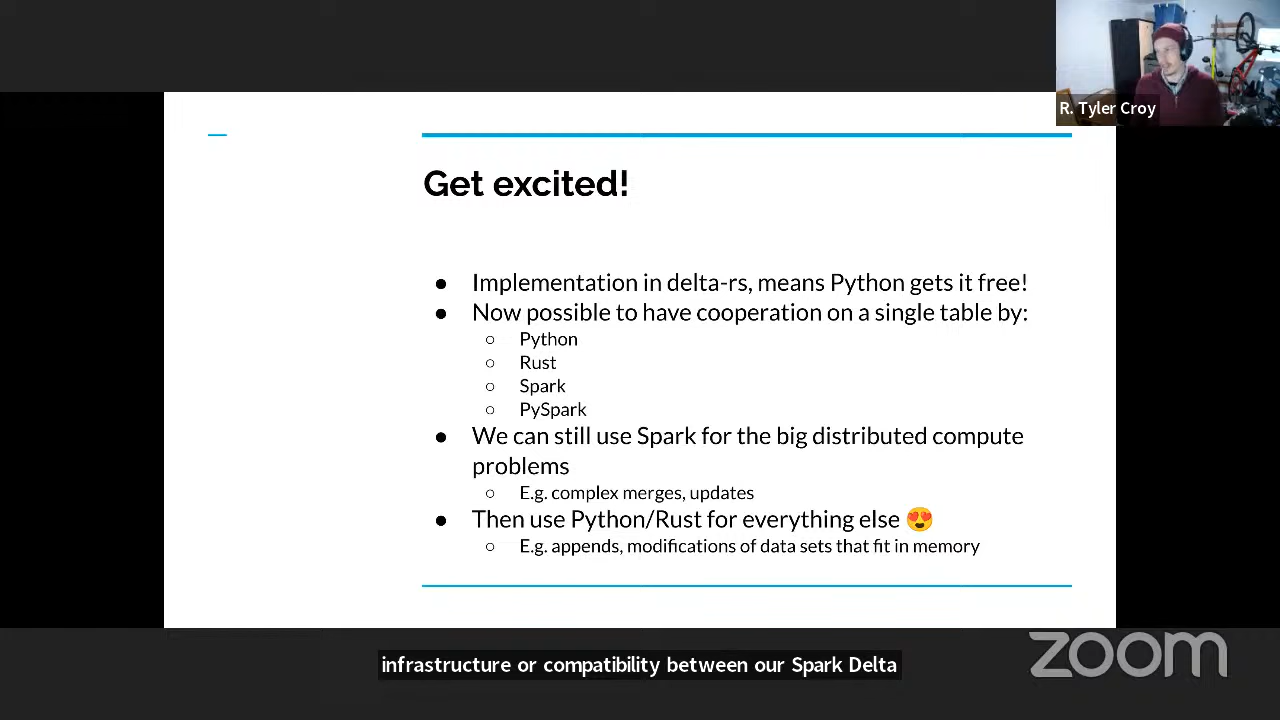 R. Tyler Croy
Get excited!
● Implementation in delta-rs, means Python gets it free!
● Now possible to have cooperation on a single table by:
○ Python
○ Rust
○ Spark
○ PySpark
● We can still use Spark for the big distributed compute
problems
○ E.g. complex merges, updates
● Then use Python/Rust for everything else 😍
○ E.g. appends, modifications of data sets that fit in memory
infrastructure or compatibility between our Spark Delta
zoom